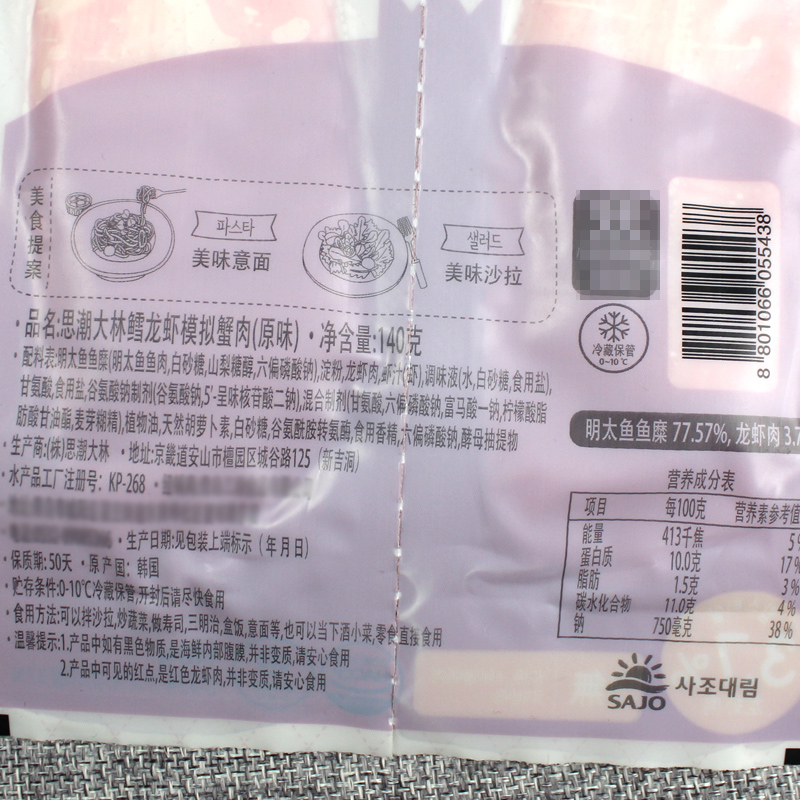 美食提案
파스타
美味意面
샐러드
美味沙拉
冷藏保管
0~10℃
8 801066 055438
·品名:思潮大林鳕龙虾模拟蟹肉(原味) ·净含量:140克
·配料表:明太鱼鱼糜(明太鱼鱼肉,白砂糖,山梨糖醇,六偏磷酸钠),淀粉,龙虾肉,虾汁(虾),调味液(水,白砂糖,食用盐),
甘氨酸,食用盐,谷氨酸钠制剂(谷氨酸钠,5'-呈味核苷酸二钠),混合制剂(甘氨酸,六偏磷酸钠,富马酸一钠,柠檬酸脂
肪酸甘油酯,麦芽糊精),植物油,天然胡萝卜素,白砂糖,谷氨酰胺转氨酶,食用香精,六偏磷酸钠,酵母抽提物
·生产商:(株)思潮大林 ·地址:京畿道安山市檀园区城谷路125(新吉洞)
·水产品工厂注册号: KP-268 ·
·生产日期:见包装上端标示(年月日)
·保质期:50天 ·原产国: 韩国
·贮存条件:0-10℃冷藏保管,开封后请尽快食用
·食用方法:可以拌沙拉,炒蔬菜,做寿司,三明治,盒饭,意面等,也可以当下酒小菜,零食直接食用
·温馨提示:1.产品中如有黑色物质,是海鲜内部腹膜,并非变质,请安心食用
2.产品中可见的红点,是红色龙虾肉,并非变质,请安心食用
明太鱼鱼糜 77.57%, 龙虾肉 3.7
营养成分表
项目 每100克 营养素参考值
能量 413千焦 5%
蛋白质 10.0克 17%
脂肪 1.5克 3%
碳水化合物 11.0克 4%
钠 750毫克 38%
SAJO 사조대림